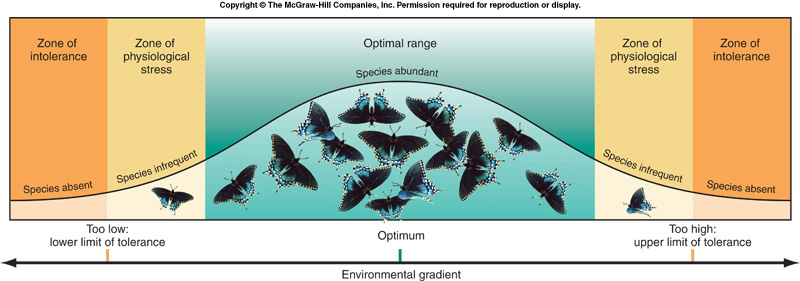 Copyright © The McGraw-Hill Companies, Inc. Permission required for reproduction or display.
Zone of
intolerance
Zone of
physiological
stress
Optimal range
Zone of
physiological
stress
Zone of
intolerance
Species abundant
Species infrequent
Species infrequent
Species absent
Species absent
Too low:
lower limit of tolerance
Optimum
Too high:
upper limit of tolerance
Environmental gradient